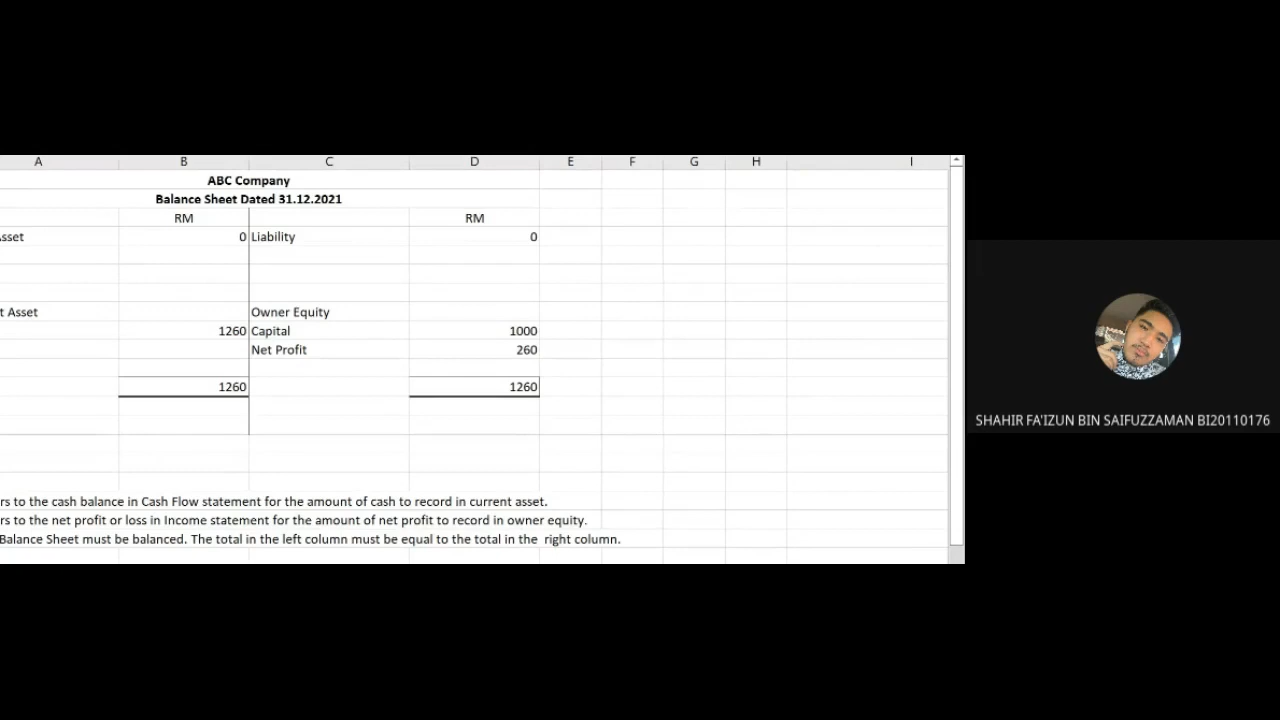 A B C D E F G H I
ABC Company
Balance Sheet Dated 31.12.2021
RM RM
sset 0 Liability 0
t Asset Owner Equity
1260 Capital 1000
Net Profit 260
1260 1260
rs to the cash balance in Cash Flow statement for the amount of cash to record in current asset.
rs to the net profit or loss in Income statement for the amount of net profit to record in owner equity.
Balance Sheet must be balanced. The total in the left column must be equal to the total in the right column.
SHAHIR FA'IZUN BIN SAIFUZZAMAN BI20110176